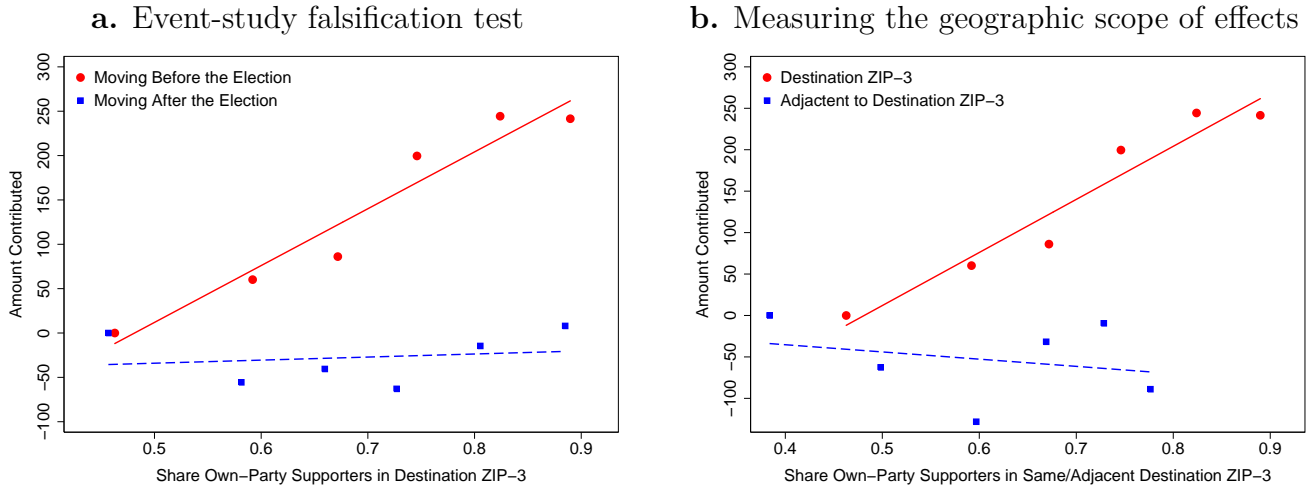 a. Event-study falsification test
300
250
200
150
100
50
0
−50
−100
Amount Contributed
Moving Before the Election
Moving After the Election
0.5 0.6 0.7 0.8 0.9
Share Own−Party Supporters in Destination ZIP−3
b. Measuring the geographic scope of effects
300
250
200
150
100
50
0
−50
−100
Amount Contributed
Destination ZIP−3
Adjactent to Destination ZIP−3
0.4 0.5 0.6 0.7 0.8 0.9
Share Own−Party Supporters in Same/Adjacent Destination ZIP−3